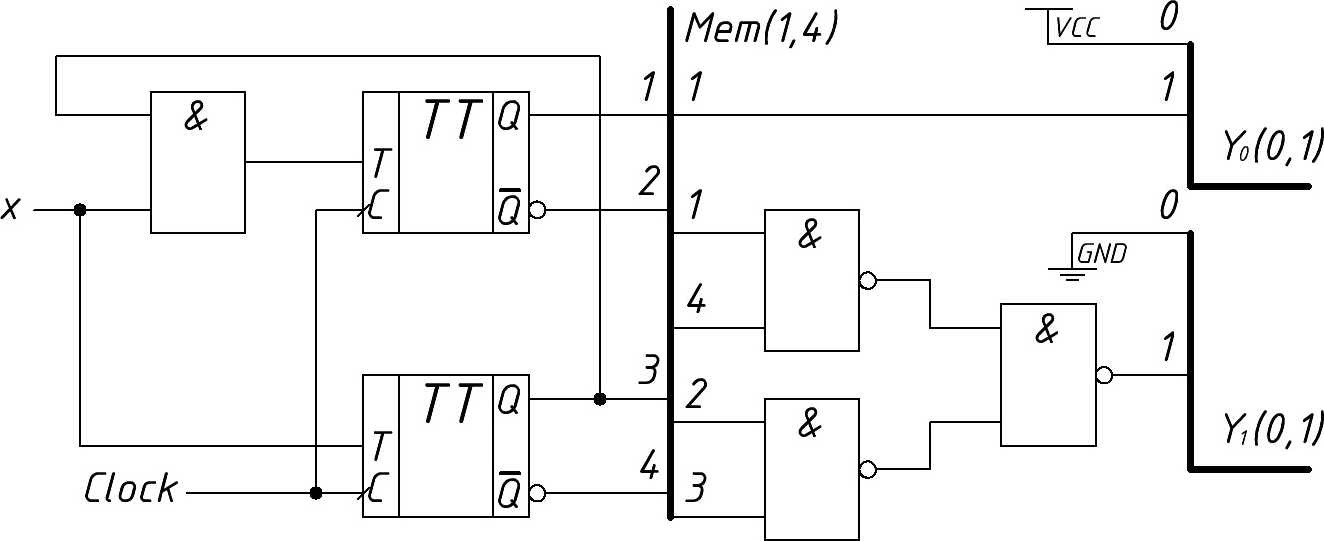 Mem(1,4)
VCC
0
1
1
1
&
TT
Q
T
C
Q̅
2
1
4
&
x
Y₀(0,1)
0
GND
&
1
3
2
&
TT
Q
T
C
Q̅
4
3
Clock
Y₁(0,1)